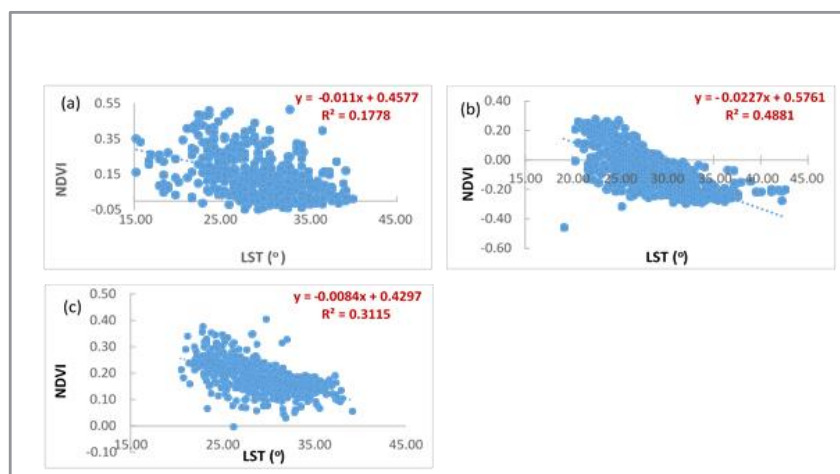 (a)
y = -0.011x + 0.4577
R² = 0.1778
0.55
0.35
0.15
-0.05
NDVI
15.00 25.00 35.00 45.00
LST (º)
(b)
y = -0.0227x + 0.5761
R² = 0.4881
0.40
0.20
0.00
-0.20
-0.40
-0.60
NDVI
15.00 20.00 25.00 30.00 35.00 40.00 45.00
LST (º)
(c)
y = -0.0084x + 0.4297
R² = 0.3115
0.50
0.40
0.30
0.20
0.10
0.00
-0.10
NDVI
15.00 25.00 35.00 45.00
LST (º)